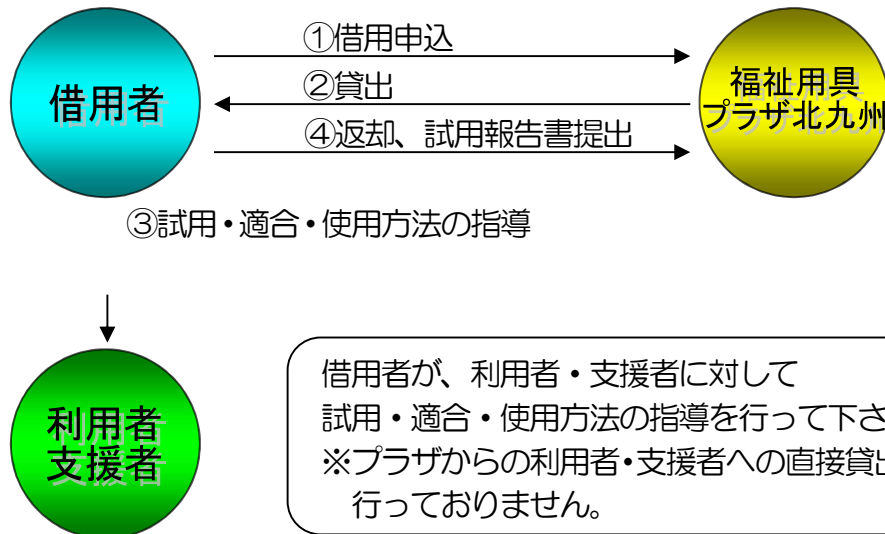 借用者
①借用申込
②貸出
④返却、試用報告書提出
福祉用具
プラザ北九州
③試用・適合・使用方法の指導
利用者
支援者
借用者が、利用者・支援者に対して
試用・適合・使用方法の指導を行って下さ
※プラザからの利用者・支援者への直接貸出
行っておりません。